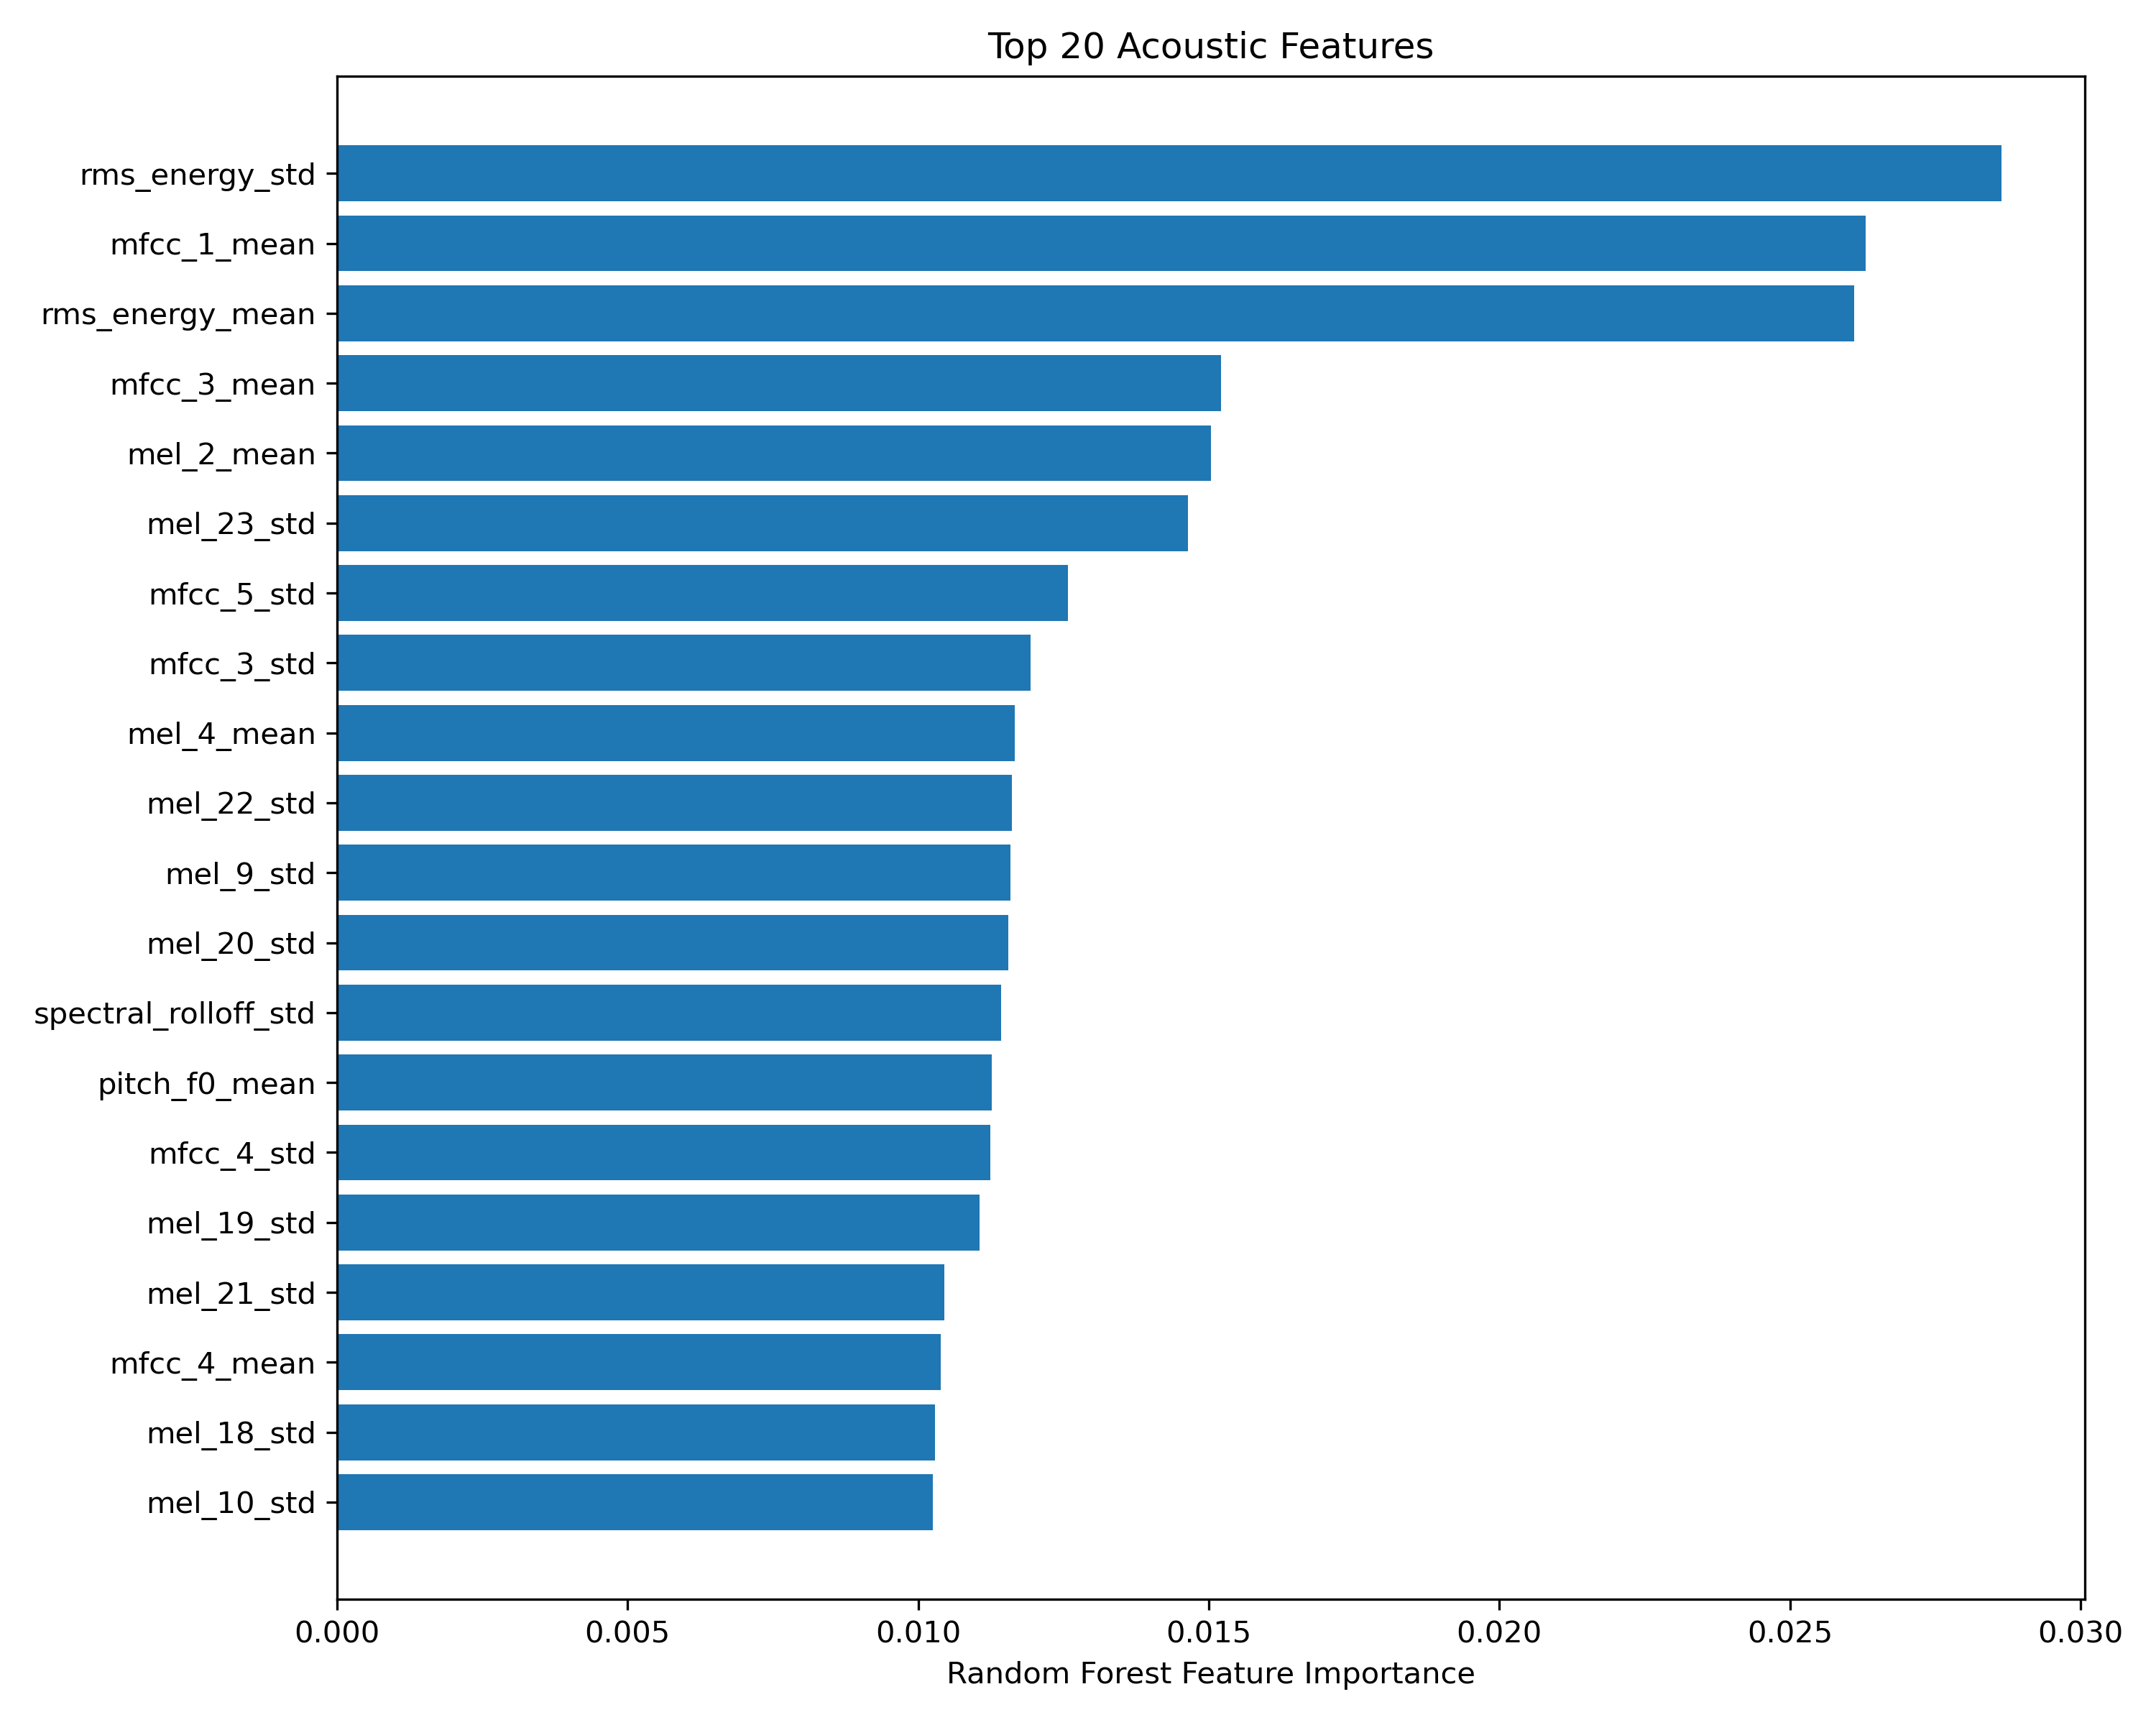 Top 20 Acoustic Features
rms_energy_std
mfcc_1_mean
rms_energy_mean
mfcc_3_mean
mel_2_mean
mel_23_std
mfcc_5_std
mfcc_3_std
mel_4_mean
mel_22_std
mel_9_std
mel_20_std
spectral_rolloff_std
pitch_f0_mean
mfcc_4_std
mel_19_std
mel_21_std
mfcc_4_mean
mel_18_std
mel_10_std
0.000 0.005 0.010 0.015 0.020 0.025 0.030
Random Forest Feature Importance